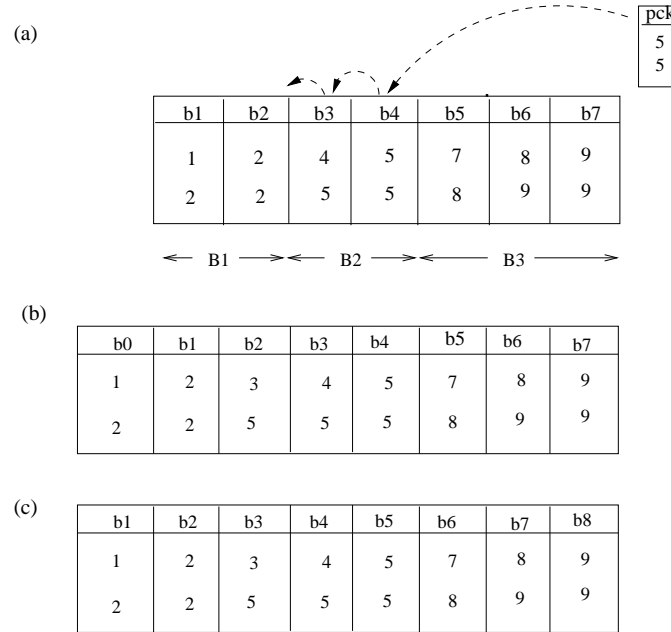 (a)
pck
5
5
b1 b2 b3 b4 b5 b6 b7
1 2 4 5 7 8 9
2 2 5 5 8 9 9
B1 B2 B3
(b)
b0 b1 b2 b3 b4 b5 b6 b7
1 2 3 4 5 7 8 9
2 2 5 5 5 8 9 9
(c)
b1 b2 b3 b4 b5 b6 b7 b8
1 2 3 4 5 7 8 9
2 2 5 5 5 8 9 9